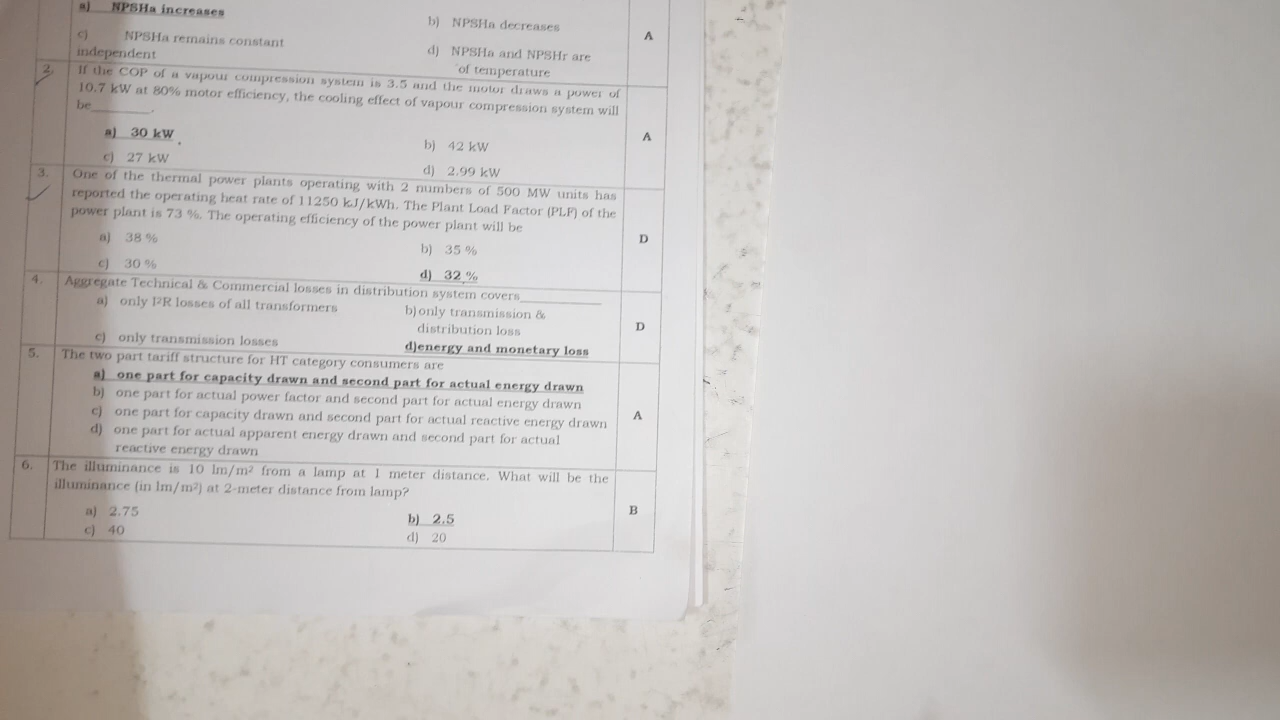 a) NPSHa increases
b) NPSHa decreases
A
c) NPSHa remains constant
independent
d) NPSHa and NPSHr are
of temperature
2. If the COP of a vapour compression system is 3.5 and the motor draws a power of
10.7 kW at 80% motor efficiency, the cooling effect of vapour compression system will
be________.
a) 30 kW
b) 42 kW
A
c) 27 kW
d) 2.99 kW
3. One of the thermal power plants operating with 2 numbers of 500 MW units has
reported the operating heat rate of 11250 kJ/kWh. The Plant Load Factor (PLF) of the
power plant is 73 %. The operating efficiency of the power plant will be
a) 38 %
b) 35 %
D
c) 30 %
d) 32 %
4. Aggregate Technical & Commercial losses in distribution system covers__________
a) only I²R losses of all transformers
b)only transmission &
distribution loss
D
c) only transmission losses
d)energy and monetary loss
5. The two part tariff structure for HT category consumers are
a) one part for capacity drawn and second part for actual energy drawn
b) one part for actual power factor and second part for actual energy drawn
c) one part for capacity drawn and second part for actual reactive energy drawn
A
d) one part for actual apparent energy drawn and second part for actual
reactive energy drawn
6. The illuminance is 10 lm/m² from a lamp at 1 meter distance. What will be the
illuminance (in lm/m²) at 2-meter distance from lamp?
a) 2.75
b) 2.5
B
c) 40
d) 20